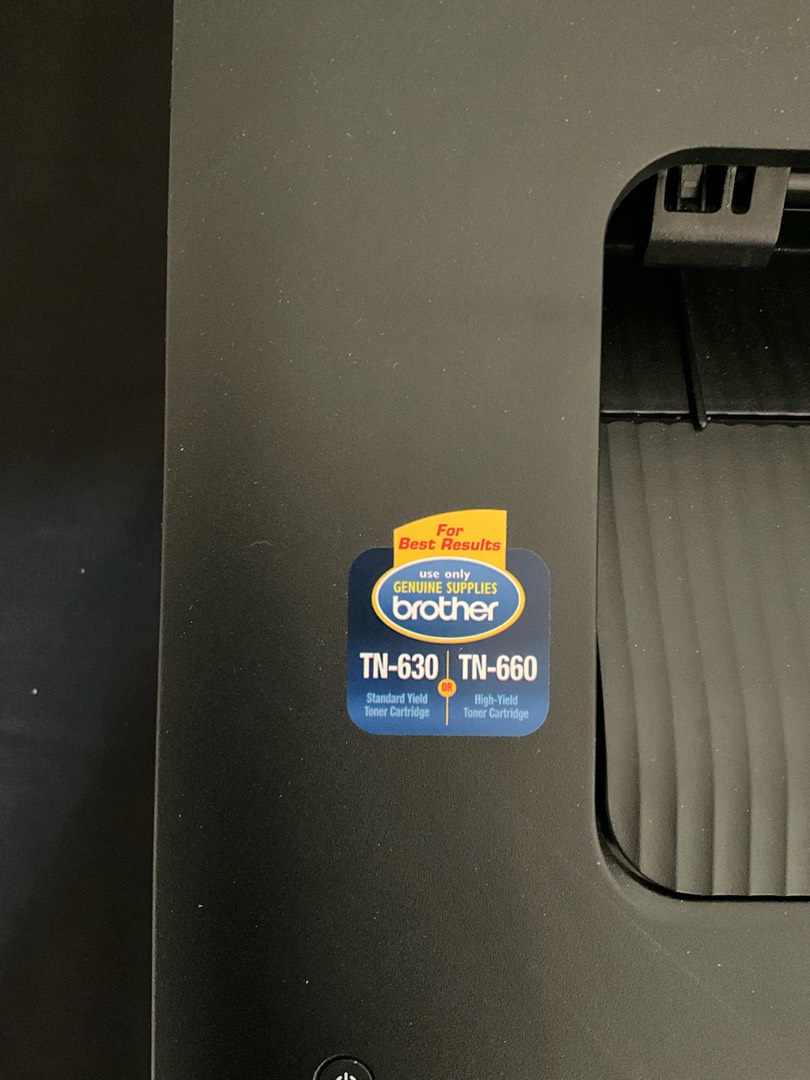 For
Best Results
use only
GENUINE SUPPLIES
brother
TN-630 OR TN-660
Standard Yield
Toner Cartridge
High-Yield
Toner Cartridge